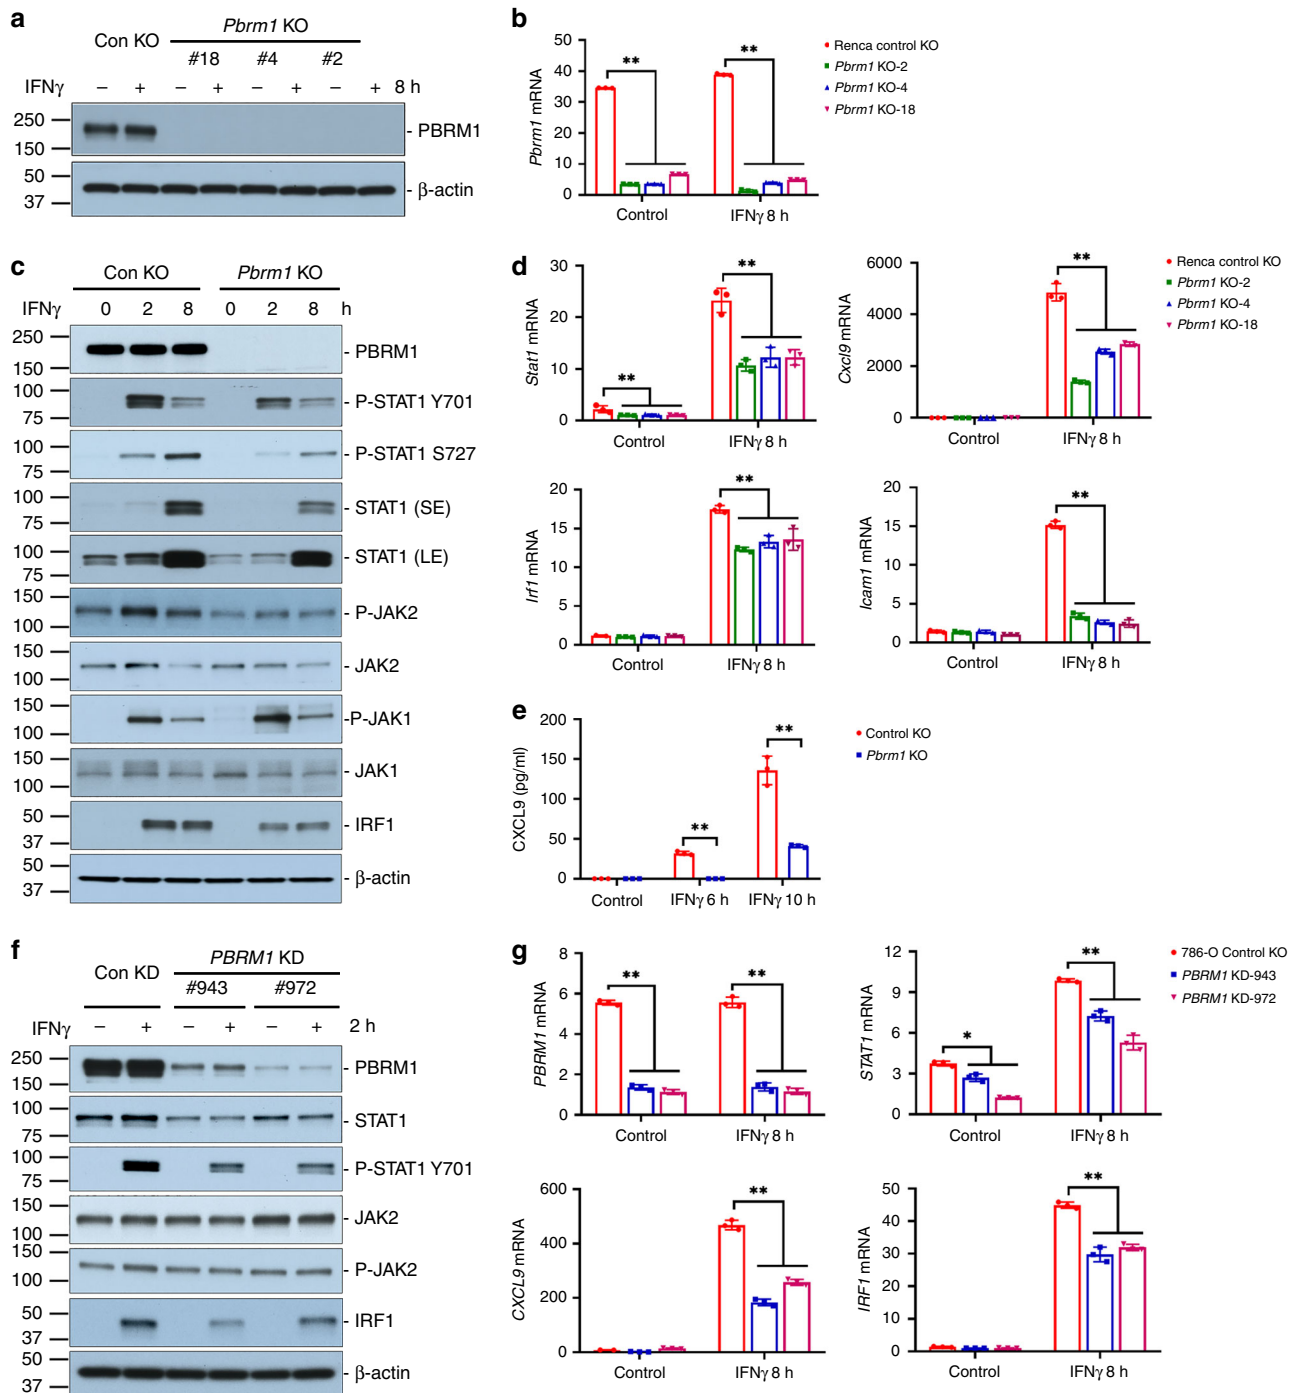 a
Pbrm1 KO
Con KO
#18 #4 #2
IFNγ – + – + – + – + 8 h
250
150
- PBRM1
50
37
- β-actin
b
Pbrm1 mRNA
50
40
30
20
10
0
**
**
Control
IFNγ 8 h
Renca control KO
Pbrm1 KO-2
Pbrm1 KO-4
Pbrm1 KO-18
c
Con KO Pbrm1 KO
IFNγ 0 2 8 0 2 8 h
250
150
- PBRM1
100
75
- P-STAT1 Y701
100
75
- P-STAT1 S727
100
75
- STAT1 (SE)
100
75
- STAT1 (LE)
150
100
- P-JAK2
150
100
- JAK2
150
100
-P-JAK1
150
100
- JAK1
50
37
- IRF1
50
37
- β-actin
d
Stat1 mRNA
30
20
10
0
**
**
Control
IFNγ 8 h
Cxcl9 mRNA
6000
4000
2000
0
**
Control
IFNγ 8 h
Renca control KO
Pbrm1 KO-2
Pbrm1 KO-4
Pbrm1 KO-18
Irf1 mRNA
20
15
10
5
0
**
Control
IFNγ 8 h
Icam1 mRNA
20
15
10
5
0
**
Control
IFNγ 8 h
e
CXCL9 (pg/ml)
200
150
100
50
0
**
**
Control
IFNγ 6 h
IFNγ 10 h
Control KO
Pbrm1 KO
f
PBRM1 KD
Con KD
#943 #972
IFNγ – + – + – + 2 h
250
150
- PBRM1
100
75
- STAT1
100
75
- P-STAT1 Y701
150
100
- JAK2
150
100
- P-JAK2
50
37
- IRF1
50
37
- β-actin
g
PBRM1 mRNA
8
6
4
2
0
**
**
Control
IFNγ 8 h
STAT1 mRNA
12
9
6
3
0
*
**
Control
IFNγ 8 h
786-O Control KO
PBRM1 KD-943
PBRM1 KD-972
CXCL9 mRNA
600
400
200
0
**
Control
IFNγ 8 h
IRF1 mRNA
50
40
30
20
10
0
**
Control
IFNγ 8 h